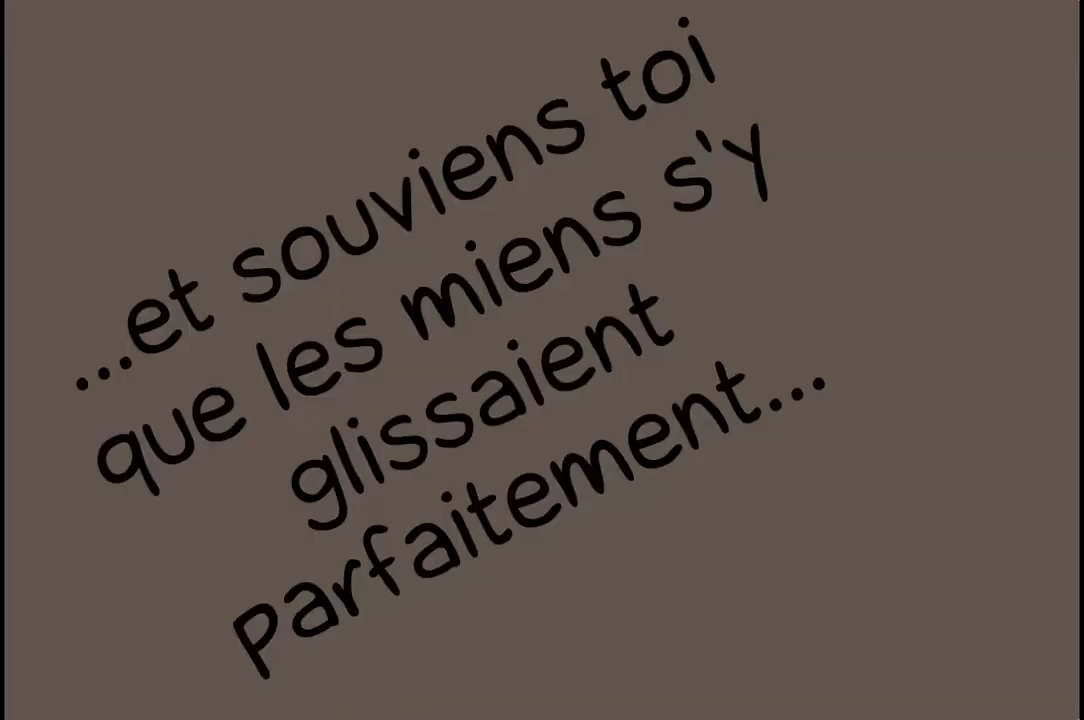 ...et souviens toi
que les miens s'y
glissaient
parfaitement...